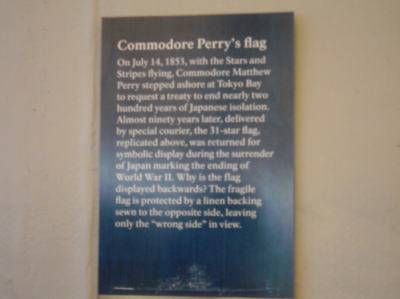 Commodore Perry's flag
On July 14, 1853, with the Stars and
Stripes flying, Commodore Matthew
Perry stepped ashore at Tokyo Bay
to request a treaty to end nearly two
hundred years of Japanese isolation.
Almost ninety years later, delivered
by special courier, the 31-star flag,
replicated above, was returned for
symbolic display during the surrender
of Japan marking the ending of
World War II. Why is the flag
displayed backwards? The fragile
flag is protected by a linen backing
sewn to the opposite side, leaving
only the “wrong side” in view.